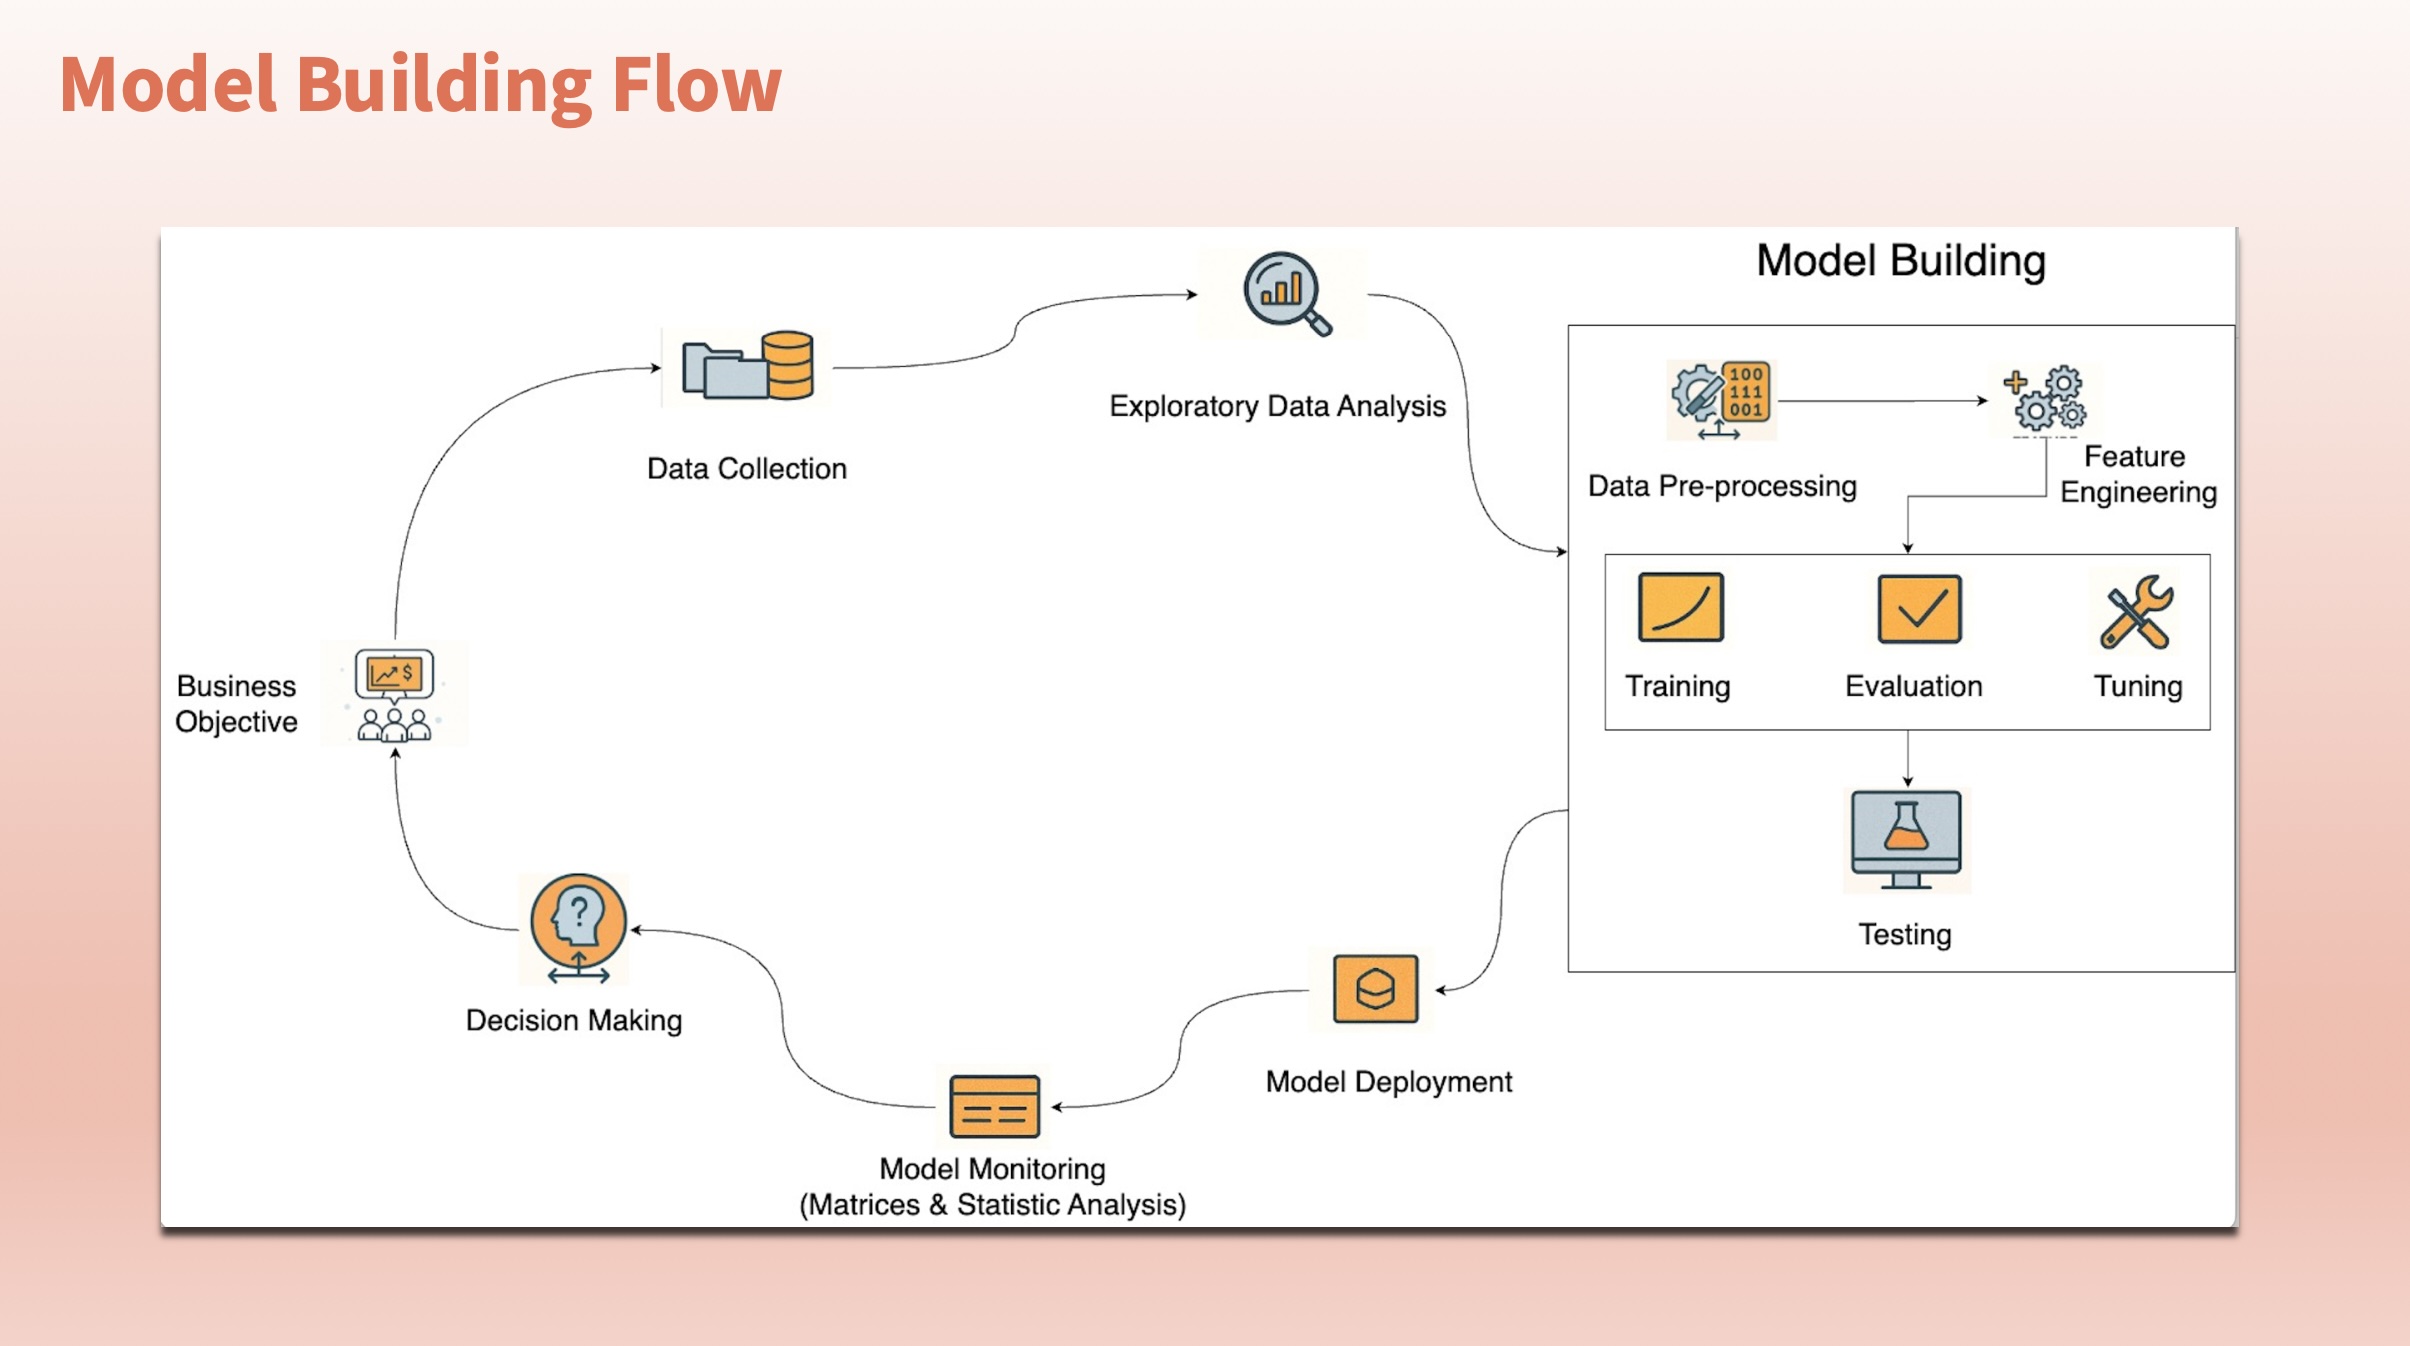 Model Building Flow
Model Building
Data Collection
Exploratory Data Analysis
100
111
001
Data Pre-processing
Feature
Engineering
Training
Evaluation
Tuning
Testing
Business
Objective
$
?
Decision Making
Model Deployment
Model Monitoring
(Matrices & Statistic Analysis)